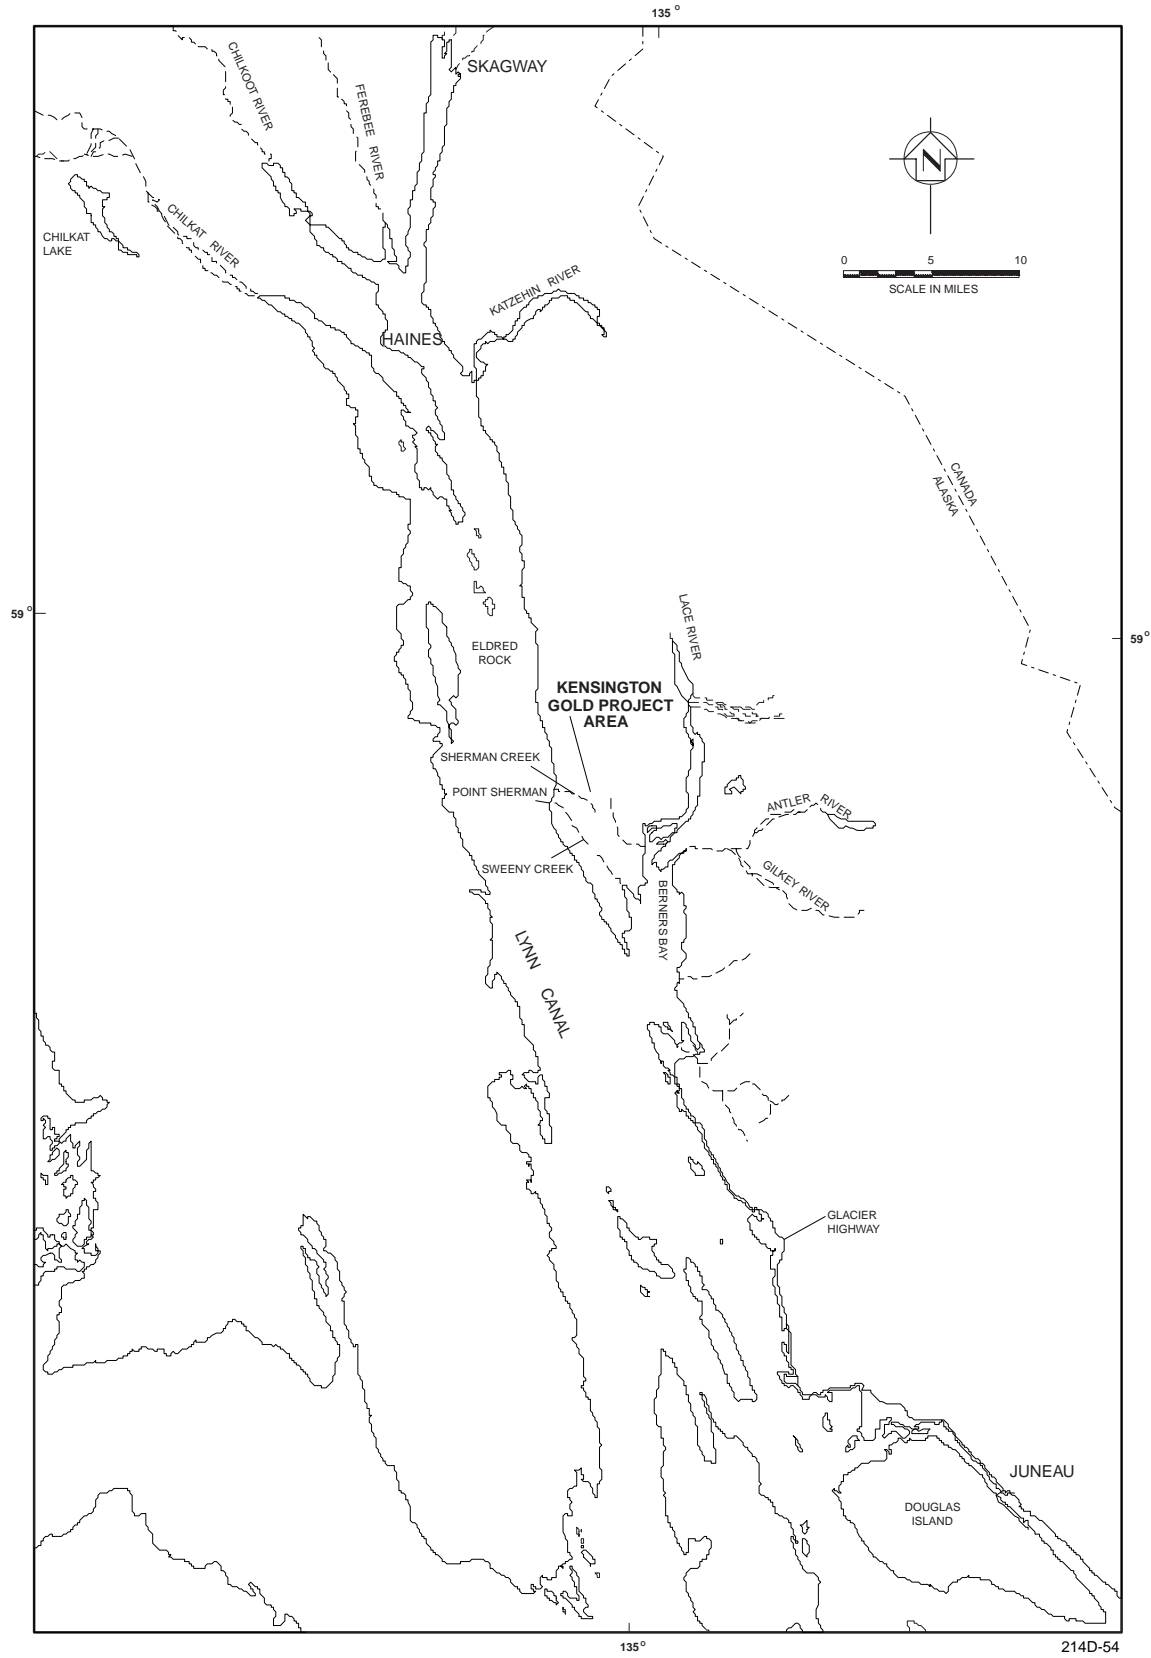 135°
SKAGWAY
CHILKOOT RIVER
FEREBEE RIVER
N
CHILKAT RIVER
CHILKAT
LAKE
0 5 10
SCALE IN MILES
KATZEHIN RIVER
HAINES
CANADA
ALASKA
59°
59°
LACE RIVER
ELDRED
ROCK
KENSINGTON
GOLD PROJECT
AREA
SHERMAN CREEK
POINT SHERMAN
ANTLER RIVER
SWEENY CREEK
GILKEY RIVER
BERNERS BAY
LYNN CANAL
GLACIER
HIGHWAY
JUNEAU
DOUGLAS
ISLAND
135°
214D-54